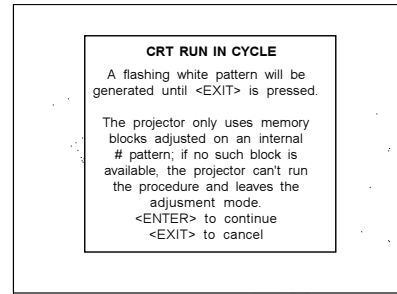 CRT RUN IN CYCLE
A flashing white pattern will be
generated until <EXIT> is pressed.
The projector only uses memory
blocks adjusted on an internal
# pattern; if no such block is
available, the projector can't run
the procedure and leaves the
adjusment mode.
<ENTER> to continue
<EXIT> to cancel